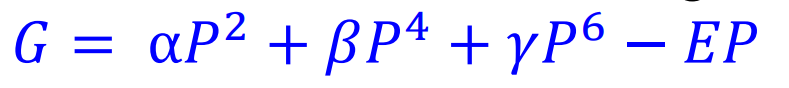 G = αP² + βP⁴ + γP⁶ − EP